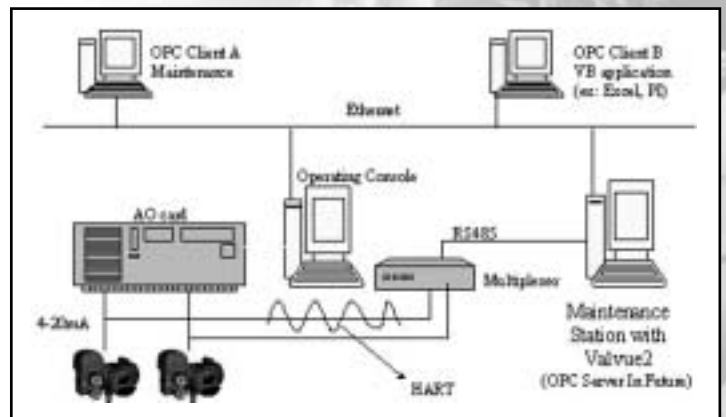 OPC Client A
Maintenance
OPC Client B
VB application
(ex: Excel, PI)
Ethernet
Operating Console
AO card
RS485
Multiplexer
4-20mA
Maintenance
Station with
Valvue2
(OPC Server In Future)
HART